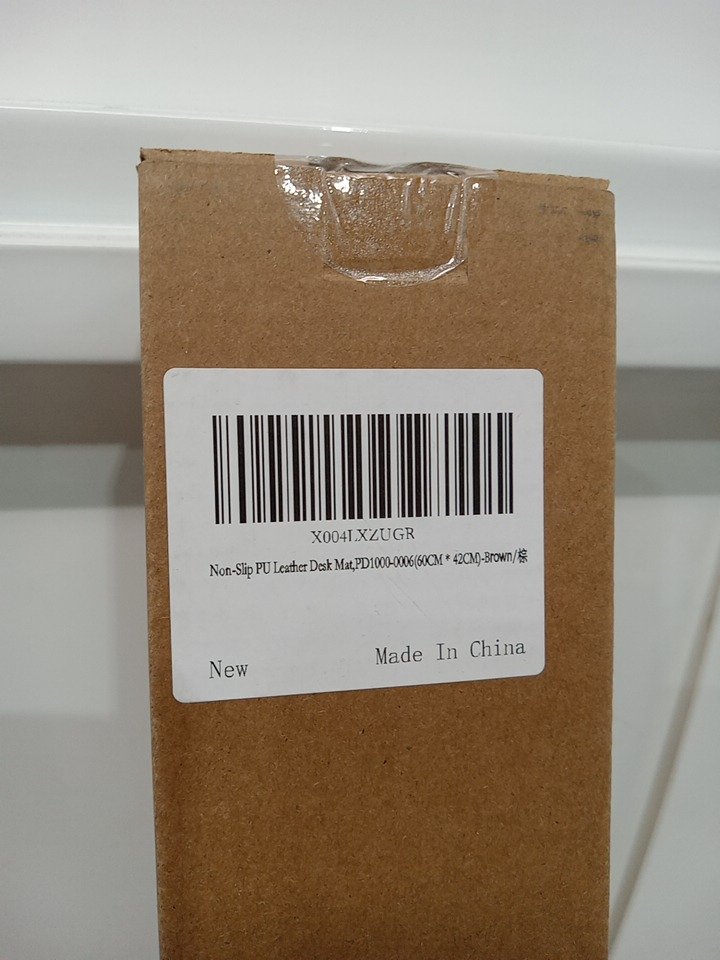 X004LXZUGR
Non-Slip PU Leather Desk Mat,PD1000-0006(60CM * 42CM)-Brown/棕
New
Made In China